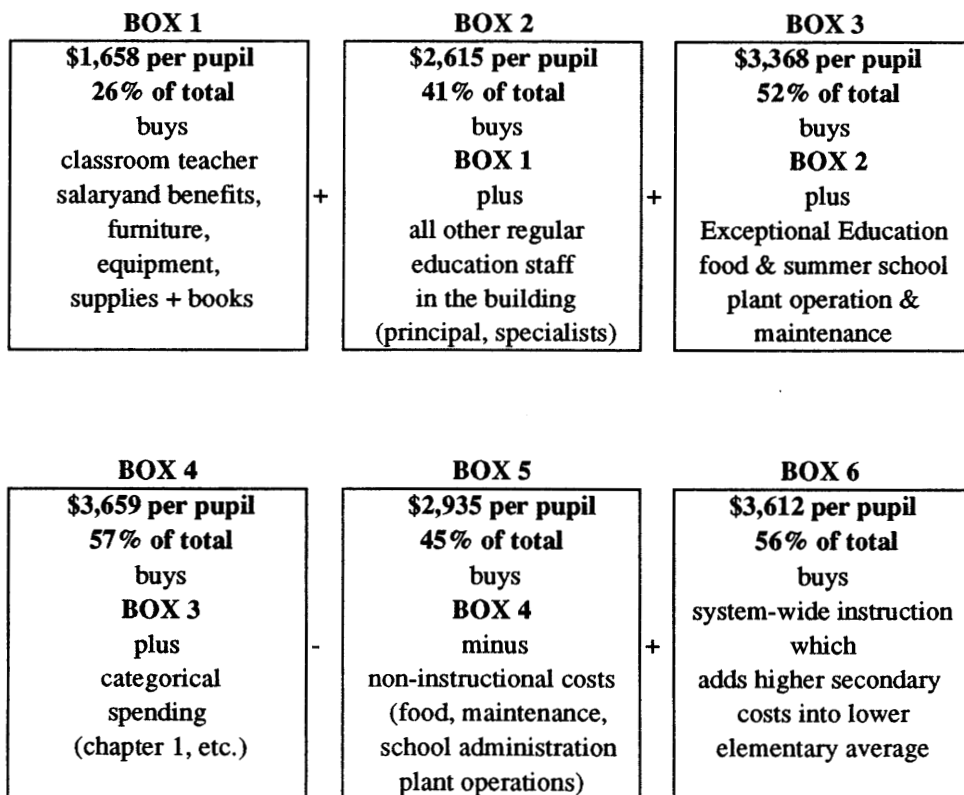 BOX 1
$1,658 per pupil
26% of total
buys
classroom teacher
salaryand benefits,
furniture,
equipment,
supplies + books
+
BOX 2
$2,615 per pupil
41% of total
buys
BOX 1
plus
all other regular
education staff
in the building
(principal, specialists)
+
BOX 3
$3,368 per pupil
52% of total
buys
BOX 2
plus
Exceptional Education
food & summer school
plant operation &
maintenance
BOX 4
$3,659 per pupil
57% of total
buys
BOX 3
plus
categorical
spending
(chapter 1, etc.)
-
BOX 5
$2,935 per pupil
45% of total
buys
BOX 4
minus
non-instructional costs
(food, maintenance,
school administration
plant operations)
+
BOX 6
$3,612 per pupil
56% of total
buys
system-wide instruction
which
adds higher secondary
costs into lower
elementary average